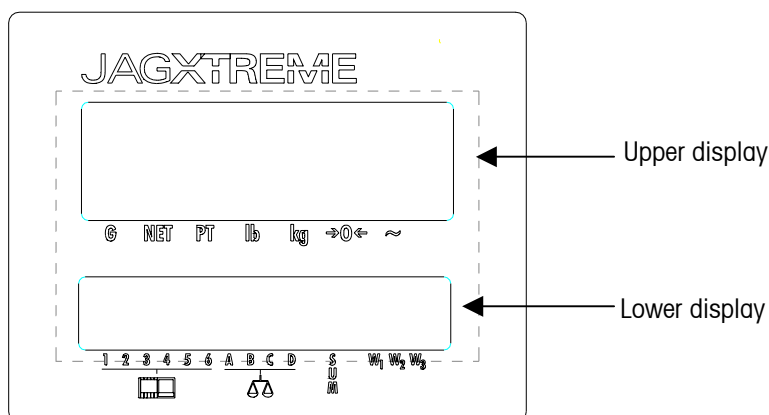 JAGXTREME
Upper display
G NET PT lb kg →0← ~
Lower display
1 2 3 4 5 6 A B C D SUM W1 W2 W3